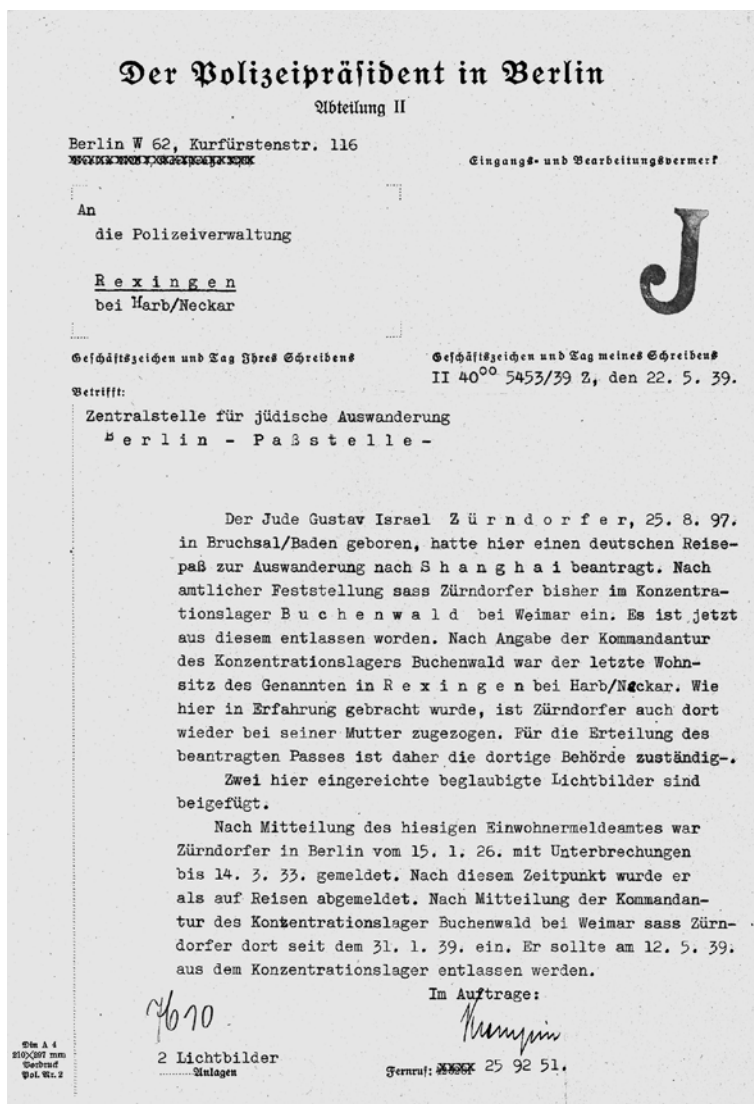 Der Polizeipräsident in Berlin
Abteilung II
Berlin W 62, Kurfürstenstr. 116
Eingangs- und Bearbeitungsvermerk
An
die Polizeiverwaltung
R e x i n g e n
bei Harb/Neckar
J
Geschäftszeichen und Tag Ihres Schreibens
Geschäftszeichen und Tag meines Schreibens
II 40⁰⁰ 5453/39 Z, den 22. 5. 39.
Betrifft:
Zentralstelle für jüdische Auswanderung
B e r l i n - P a ß s t e l l e -
Der Jude Gustav Israel Z ü r n d o r f e r, 25. 8. 97.
in Bruchsal/Baden geboren, hatte hier einen deutschen Reise-
paß zur Auswanderung nach S h a n g h a i beantragt. Nach
amtlicher Feststellung sass Zürndorfer bisher im Konzentra-
tionslager B u c h e n w a l d bei Weimar ein. Es ist jetzt
aus diesem entlassen worden. Nach Angabe der Kommandantur
des Konzentrationslagers Buchenwald war der letzte Wohn-
sitz des Genannten in R e x i n g e n bei Harb/Neckar. Wie
hier in Erfahrung gebracht wurde, ist Zürndorfer auch dort
wieder bei seiner Mutter zugezogen. Für die Erteilung des
beantragten Passes ist daher die dortige Behörde zuständig-.
Zwei hier eingereichte beglaubigte Lichtbilder sind
beigefügt.
Nach Mitteilung des hiesigen Einwohnermeldeamtes war
Zürndorfer in Berlin vom 15. 1. 26. mit Unterbrechungen
bis 14. 3. 33. gemeldet. Nach diesem Zeitpunkt wurde er
als auf Reisen abgemeldet. Nach Mitteilung der Kommandan-
tur des Konzentrationslager Buchenwald bei Weimar sass Zürn-
dorfer dort seit dem 31. 1. 39. ein. Er sollte am 12. 5. 39.
aus dem Konzentrationslager entlassen werden.
Im Auftrage:
2 Lichtbilder
Anlagen
Fernruf: 25 92 51.
Din A 4
210×297 mm
Vordruck
Pol. Nr. 2